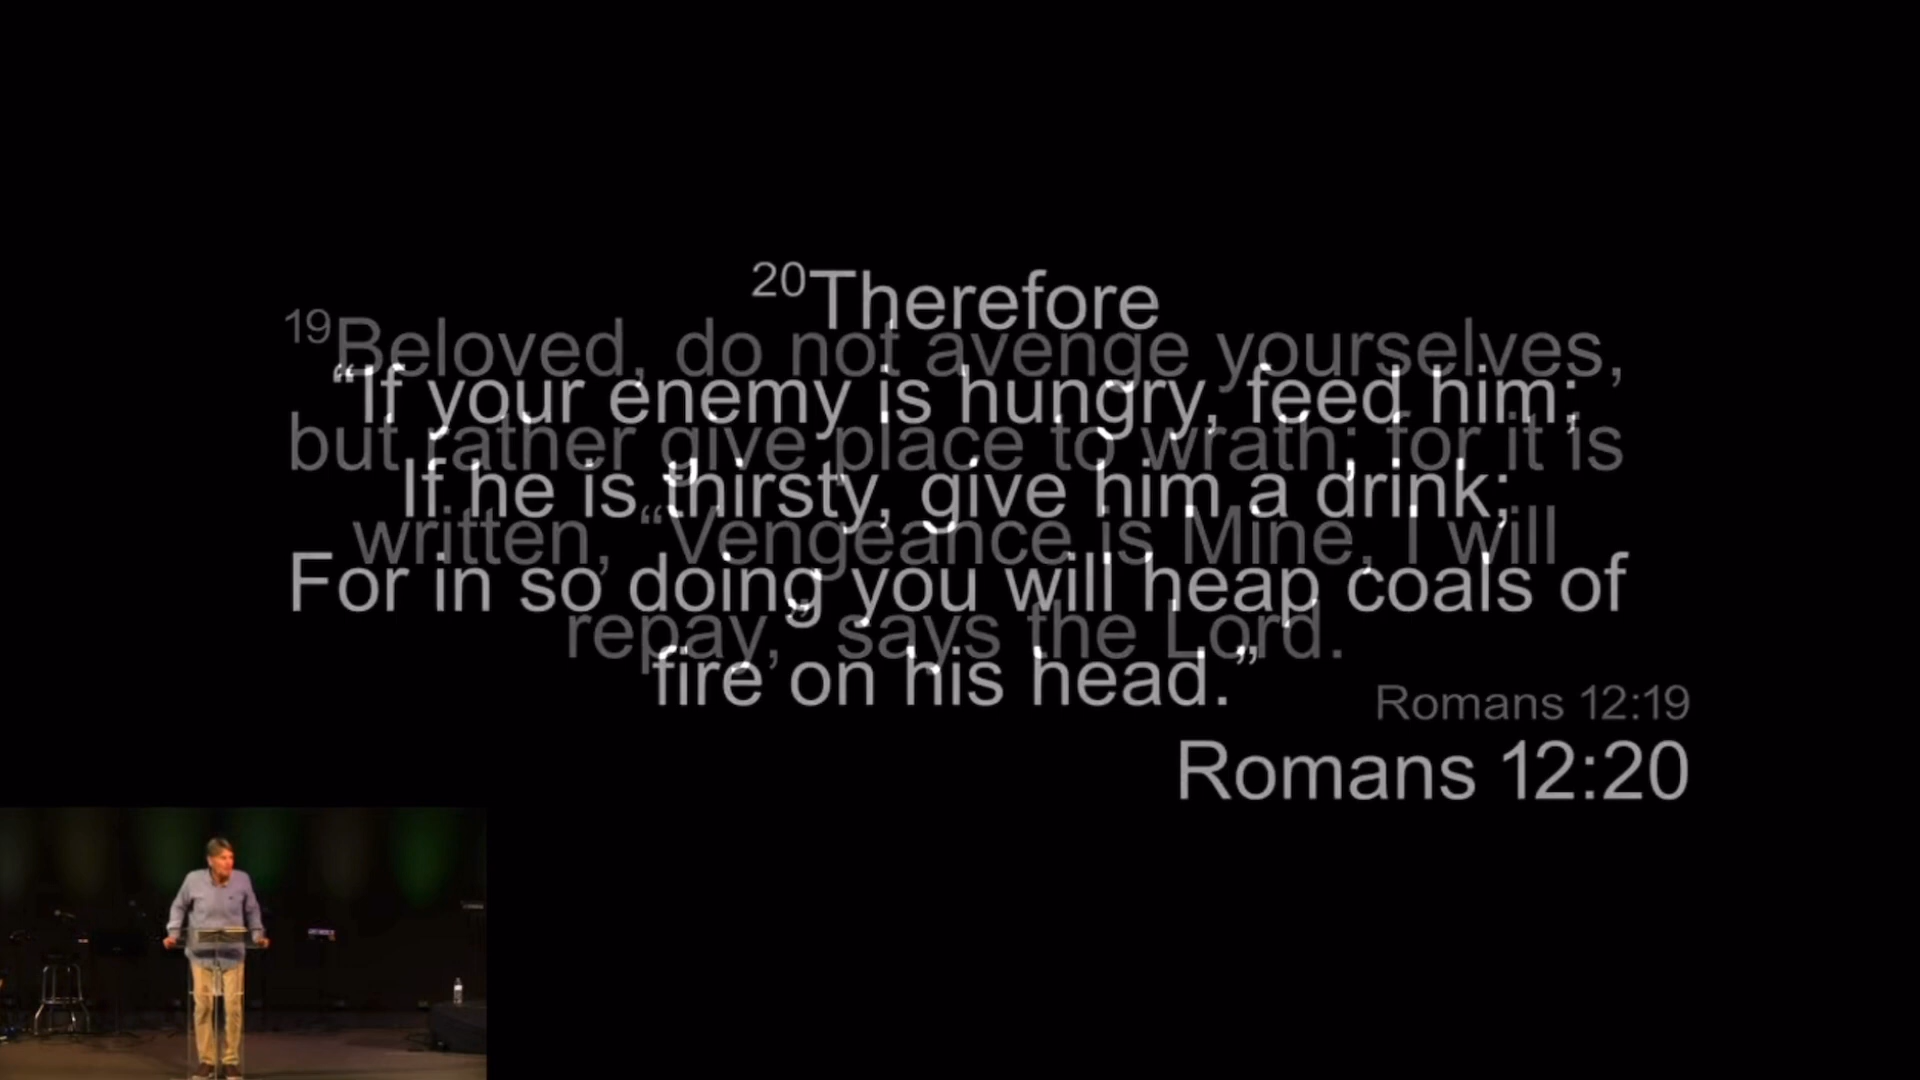 20Therefore
“If your enemy is hungry, feed him;
If he is thirsty, give him a drink;
For in so doing you will heap coals of
fire on his head.”
Romans 12:20
19Beloved, do not avenge yourselves,
but rather give place to wrath; for it is
written, “Vengeance is Mine, I will
repay,” says the Lord.
Romans 12:19